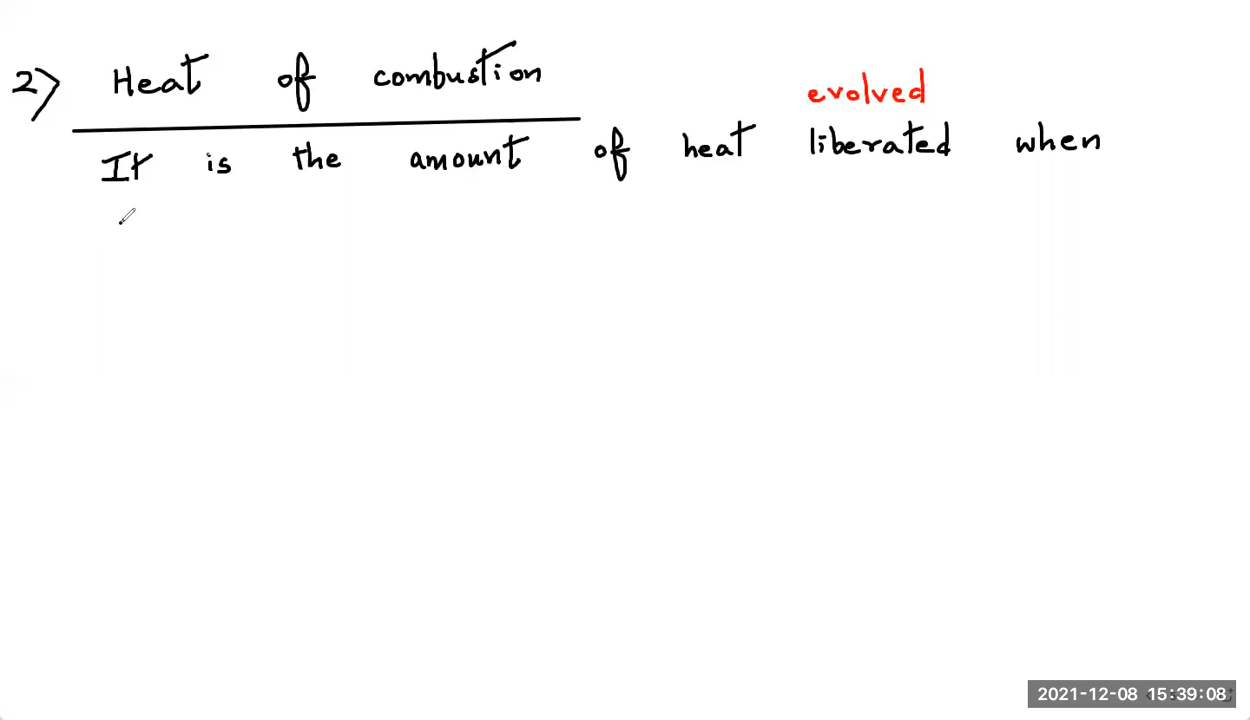 2) Heat of combustion
evolved
It is the amount of heat liberated when
2021-12-08 15:39:08